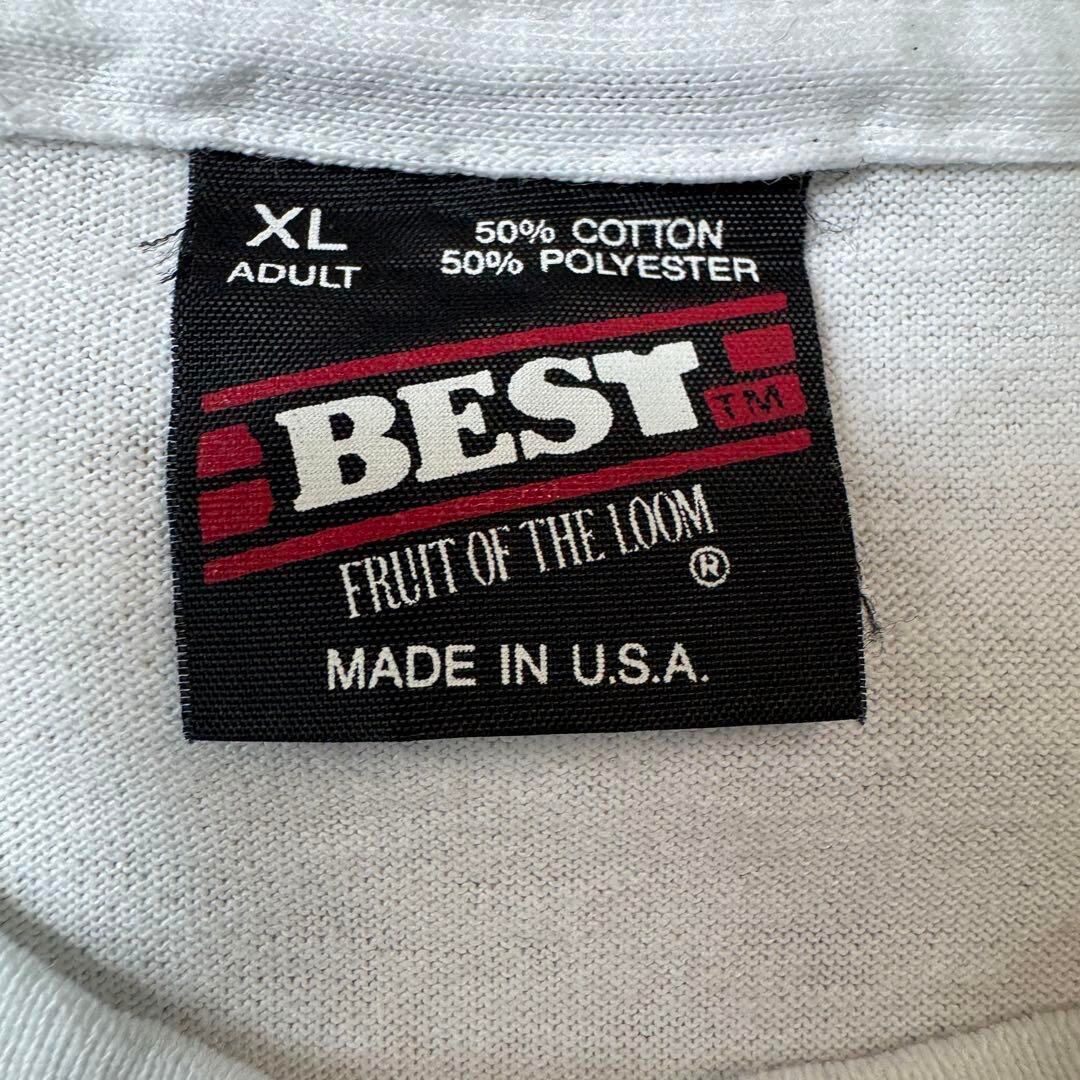 XL
ADULT
50% COTTON
50% POLYESTER
BEST TM
FRUIT OF THE LOOM
®
MADE IN U.S.A.